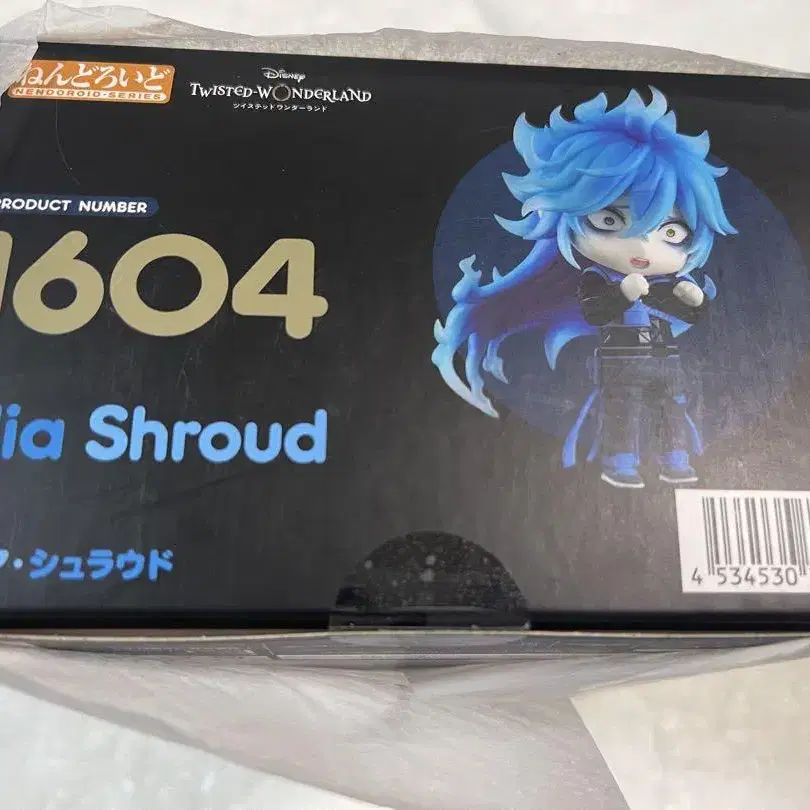 ねんどろいど
NENDOROID-SERIES
Disney
TWISTED-WONDERLAND
ツイステッドワンダーランド
PRODUCT NUMBER
1604
lia Shroud
ア・シュラウド
4 534530